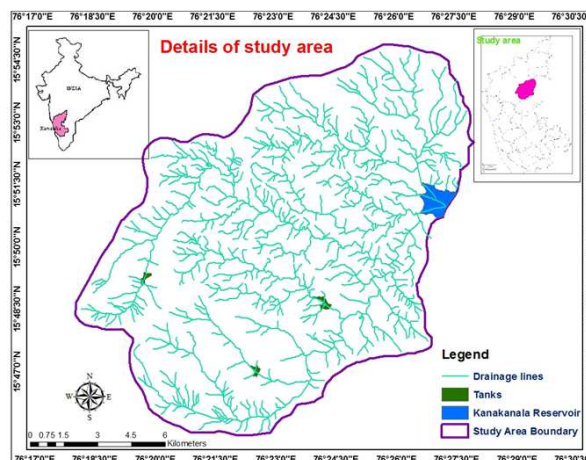 76°17'0"E 76°18'30"E 76°20'0"E 76°21'30"E 76°23'0"E 76°24'30"E 76°26'0"E 76°27'30"E 76°29'0"E 76°30'30"E
Details of study area
INDIA
Study area
15°54'30"N
15°53'0"N
15°51'30"N
15°50'0"N
15°48'30"N
15°47'0"N
N
W E
S
Legend
Drainage lines
Tanks
Kanakanala Reservoir
Study Area Boundary
0 0.75 1.5 3 4.5 6
Kilometers
76°17'0"E 76°18'30"E 76°20'0"E 76°21'30"E 76°23'0"E 76°24'30"E 76°26'0"E 76°27'30"E 76°29'0"E 76°30'30"E